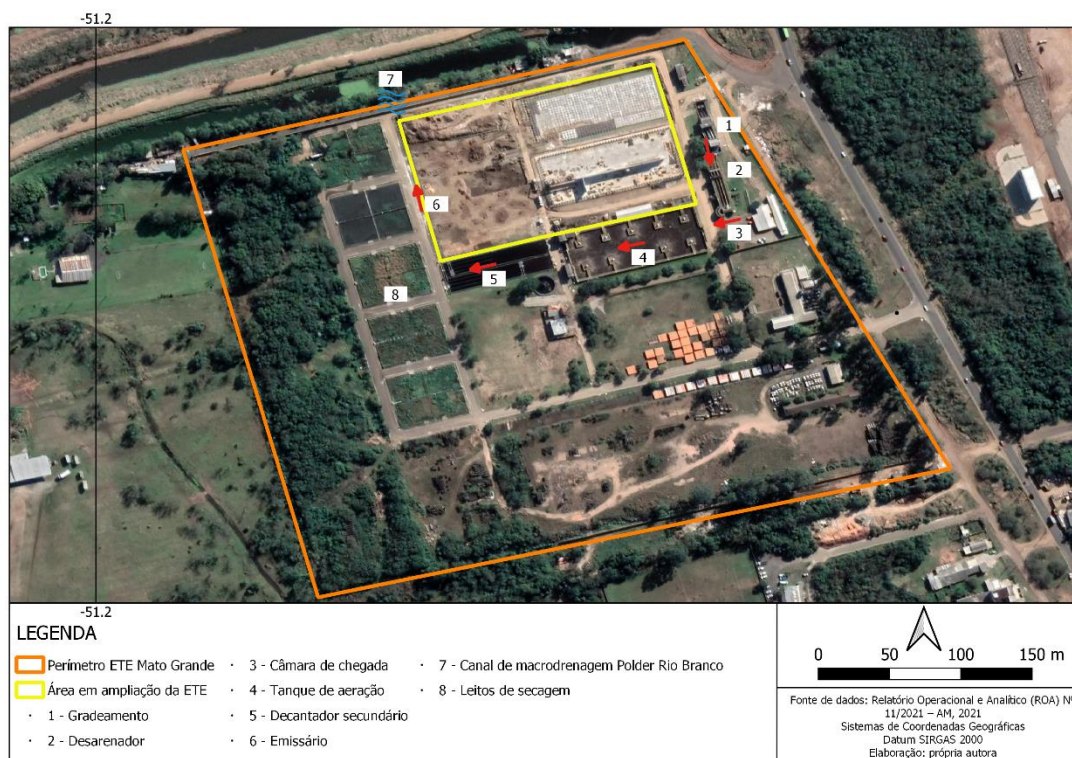 -51.2
7
1
2
6
3
4
5
8
-51.2
LEGENDA
Perímetro ETE Mato Grande
Área em ampliação da ETE
· 1 - Gradeamento
· 2 - Desarenador
· 3 - Câmara de chegada
· 4 - Tanque de aeração
· 5 - Decantador secundário
· 6 - Emissário
· 7 - Canal de macrodrenagem Polder Rio Branco
· 8 - Leitos de secagem
0 50 100 150 m
Fonte de dados: Relatório Operacional e Analítico (ROA) Nº
11/2021 – AM, 2021
Sistemas de Coordenadas Geográficas
Datum SIRGAS 2000
Elaboração: própria autora